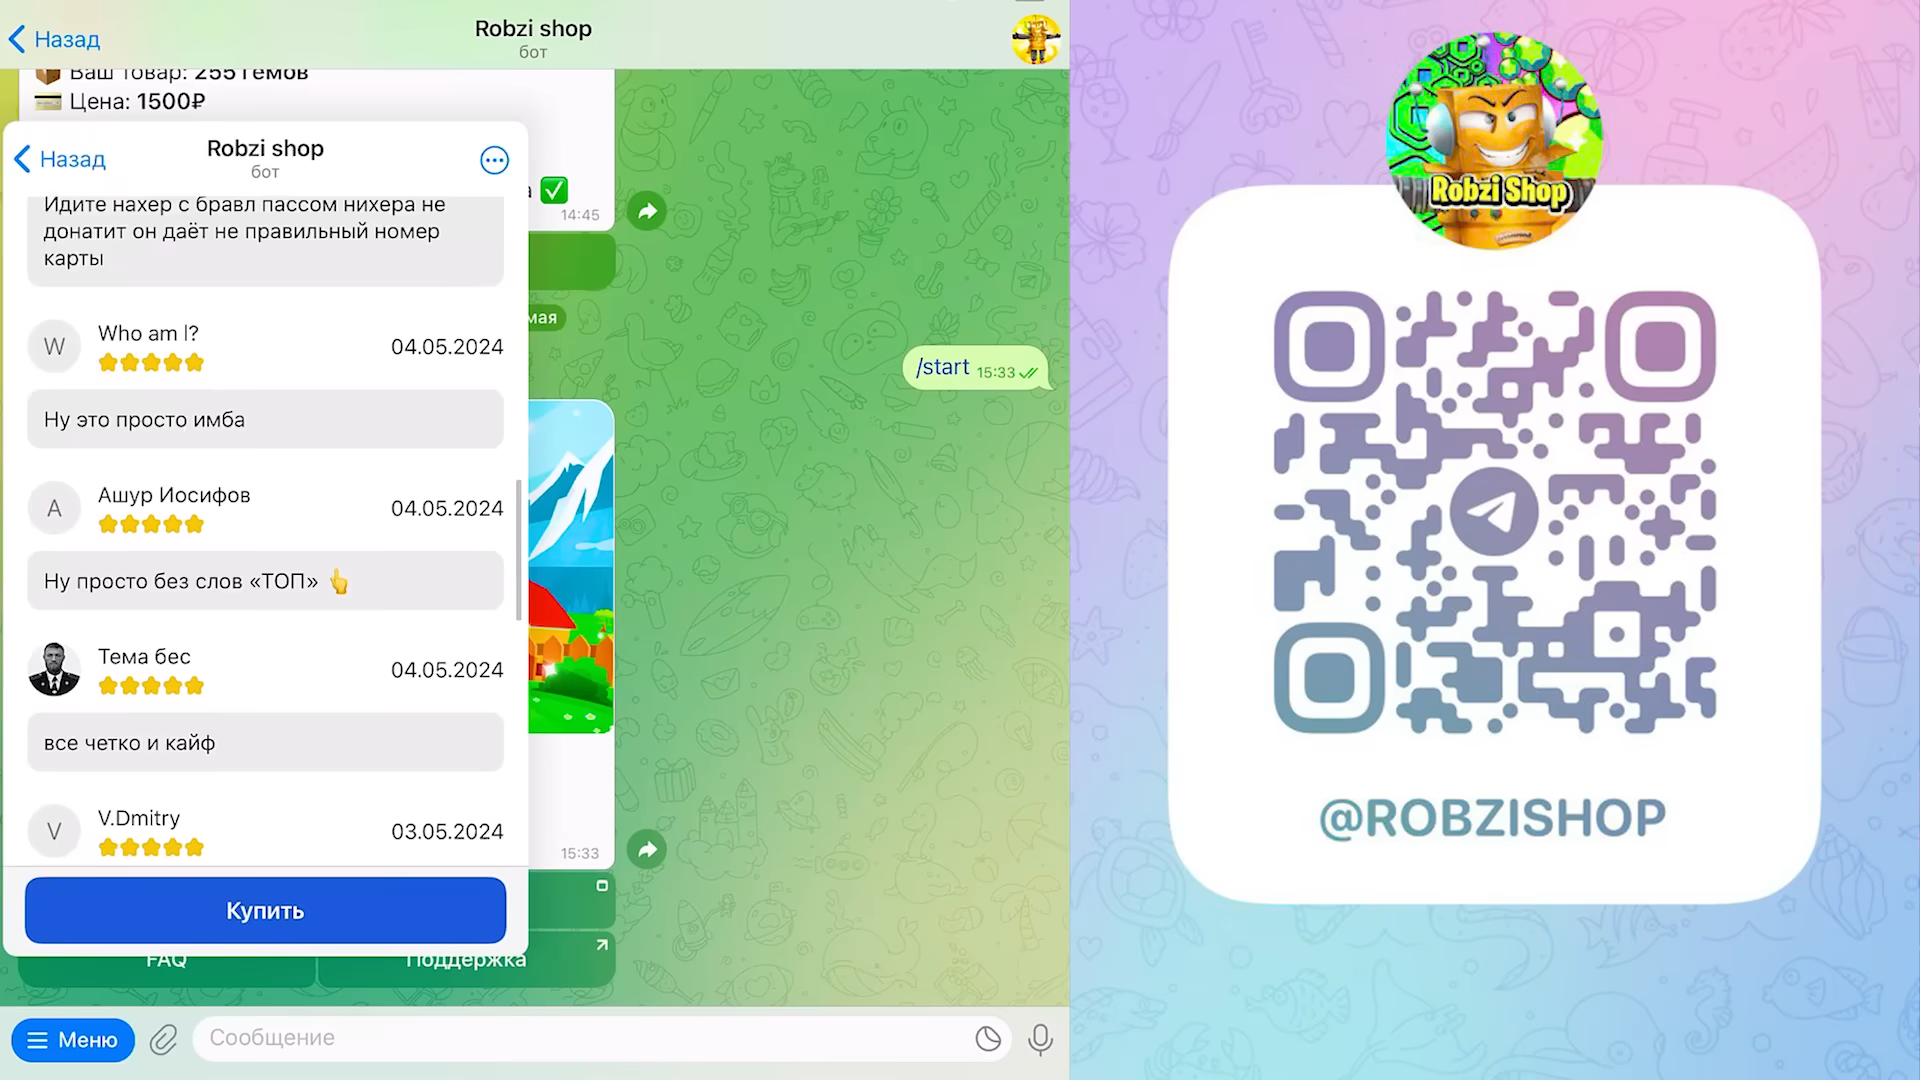 Назад
Robzi shop
бот
Ваш товар: 255 гемов
Цена: 1500₽
14:45
Назад
Robzi shop
бот
Идите нахер с бравл пассом нихера не
донатит он даёт не правильный номер
карты
Who am I?
04.05.2024
Ну это просто имба
А
Ашур Иосифов
04.05.2024
Ну просто без слов «ТОП» 👆
Тема бес
04.05.2024
все четко и кайф
V
V.Dmitry
03.05.2024
Купить
W
мая
/start 15:33
15:33
FAQ
Поддержка
Меню
Сообщение
Robzi Shop
@ROBZISHOP